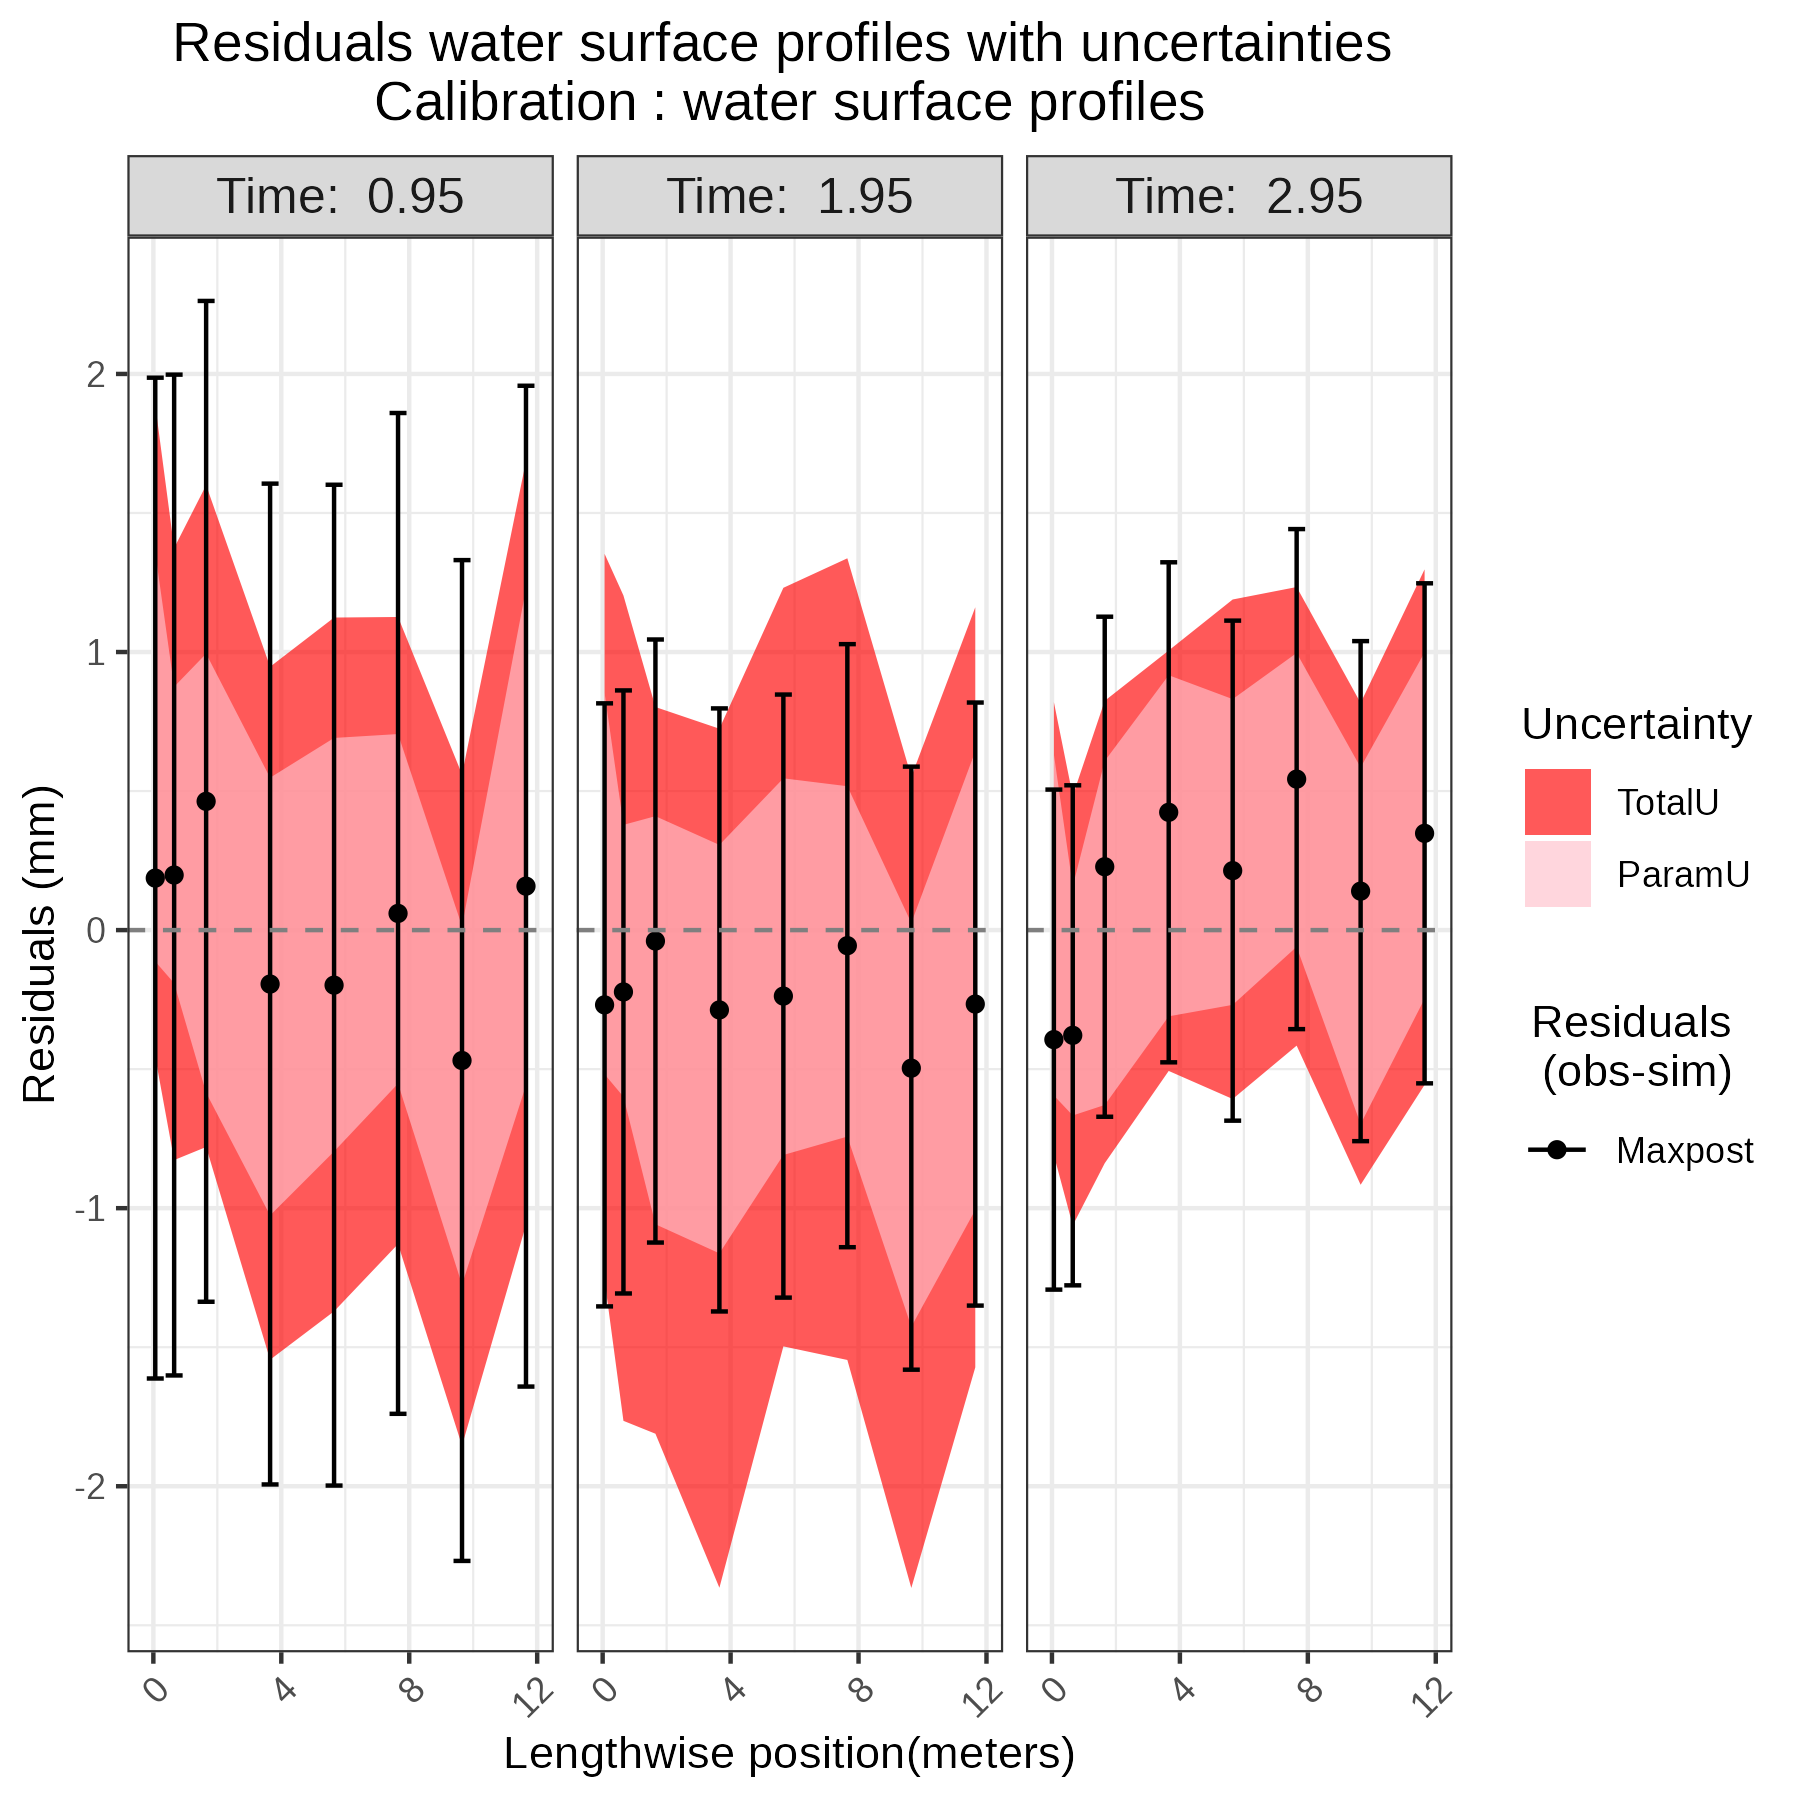 Residuals water surface profiles with uncertainties
Calibration : water surface profiles
Time:  0.95
Time:  1.95
Time:  2.95
Residuals (mm)
2
1
0
-1
-2
0 4 8 12
0 4 8 12
0 4 8 12
Lengthwise position(meters)
Uncertainty
TotalU
ParamU
Residuals
(obs-sim)
Maxpost